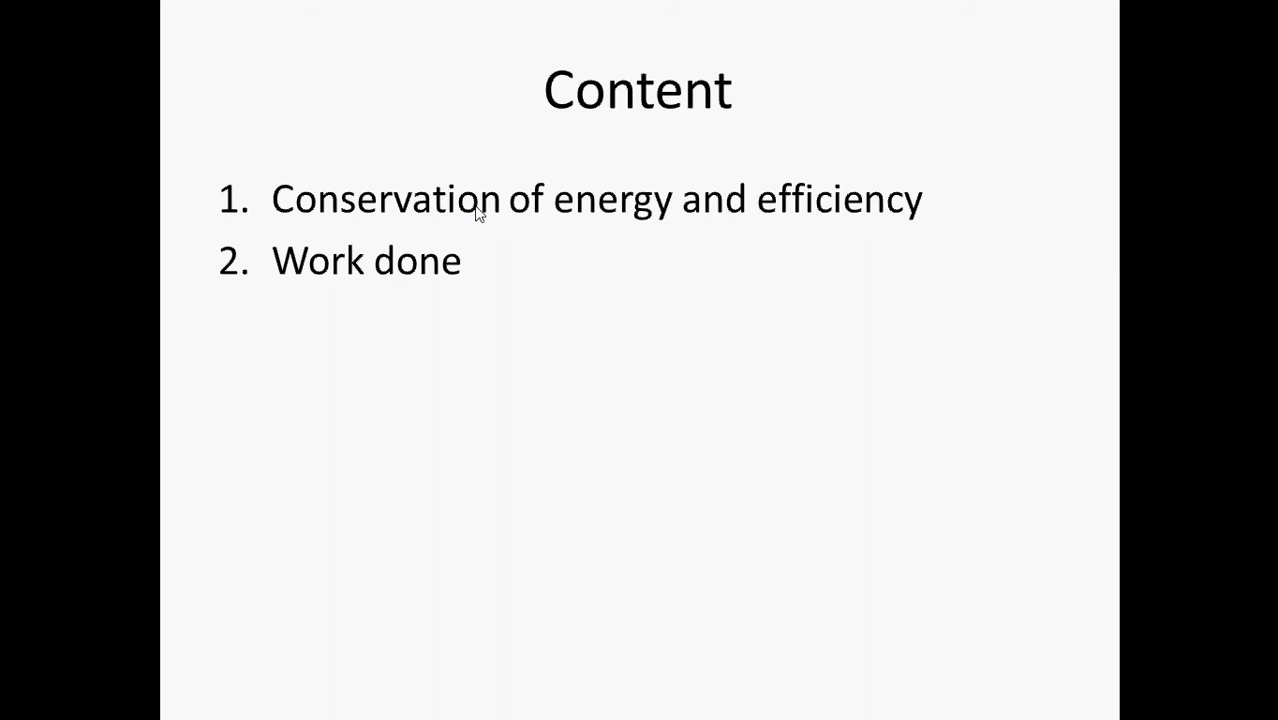 Content
1. Conservation of energy and efficiency
2. Work done